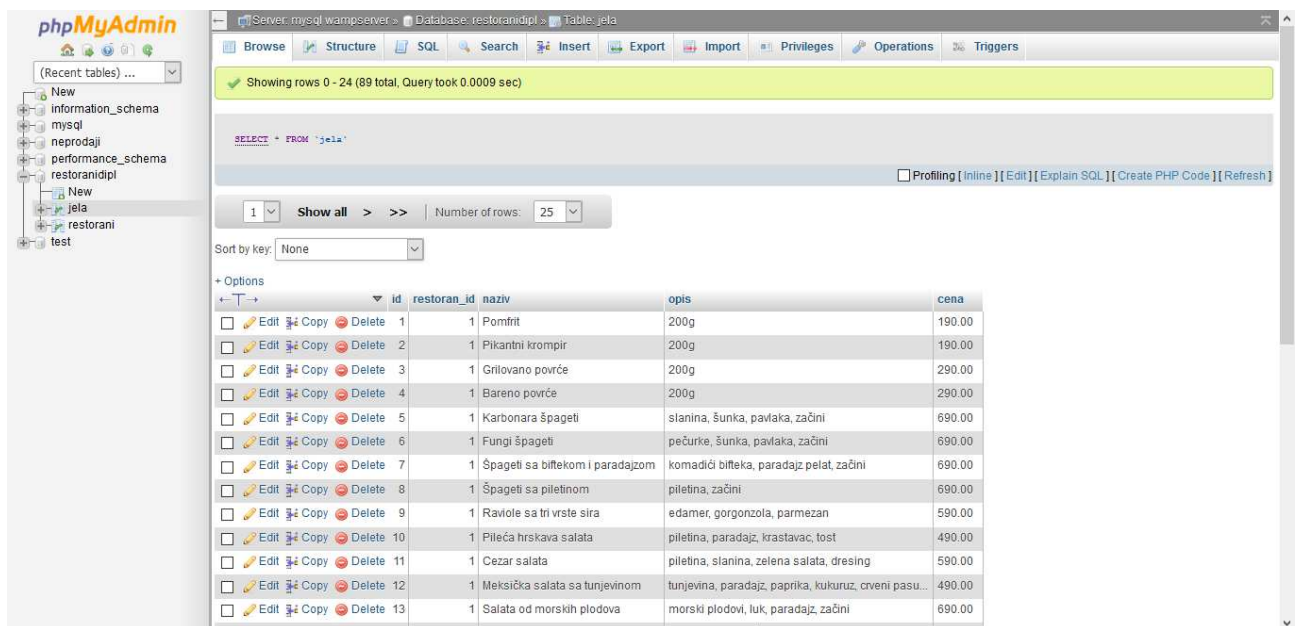 phpMyAdmin
(Recent tables) ...
New
information_schema
mysql
neprodaji
performance_schema
restoranidipl
New
jela
restorani
test
Server: mysql wampserver » Database: restoranidipl » Table: jela
Browse Structure SQL Search Insert Export Import Privileges Operations Triggers
Showing rows 0 - 24 (89 total, Query took 0.0009 sec)
SELECT * FROM `jela`
Profiling [ Inline ] [ Edit ] [ Explain SQL ] [ Create PHP Code ] [ Refresh ]
1 Show all > >> Number of rows: 25
Sort by key: None
+ Options
←T→ id restoran_id naziv opis cena
Edit Copy Delete 1 1 Pomfrit 200g 190.00
Edit Copy Delete 2 1 Pikantni krompir 200g 190.00
Edit Copy Delete 3 1 Grilovano povrće 200g 290.00
Edit Copy Delete 4 1 Bareno povrće 200g 290.00
Edit Copy Delete 5 1 Karbonara špageti slanina, šunka, pavlaka, začini 690.00
Edit Copy Delete 6 1 Fungi špageti pečurke, šunka, pavlaka, začini 690.00
Edit Copy Delete 7 1 Špageti sa biftekom i paradajzom komadići bifteka, paradajz pelat, začini 690.00
Edit Copy Delete 8 1 Špageti sa piletinom piletina, začini 690.00
Edit Copy Delete 9 1 Raviole sa tri vrste sira edamer, gorgonzola, parmezan 590.00
Edit Copy Delete 10 1 Pileća hrskava salata piletina, paradajz, krastavac, tost 490.00
Edit Copy Delete 11 1 Cezar salata piletina, slanina, zelena salata, dresing 590.00
Edit Copy Delete 12 1 Meksička salata sa tunjevinom tunjevina, paradajz, paprika, kukuruz, crveni pasu... 490.00
Edit Copy Delete 13 1 Salata od morskih plodova morski plodovi, luk, paradajz, začini 690.00